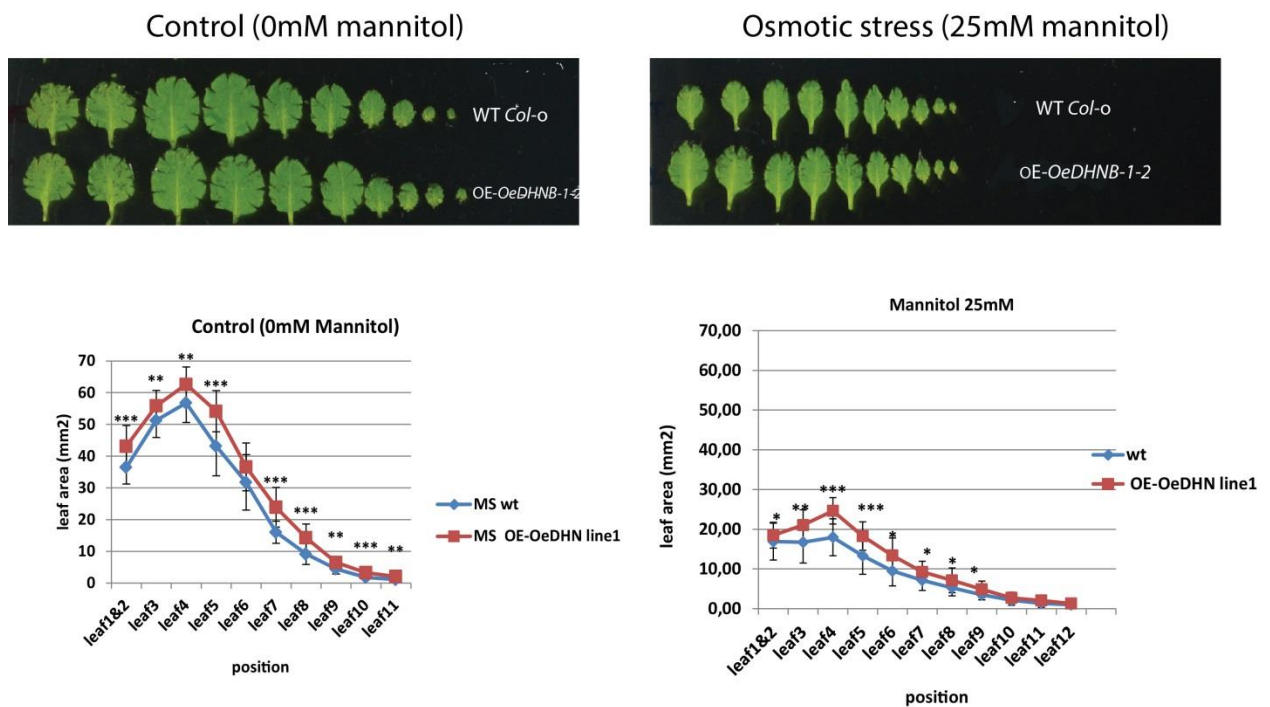 Control (0mM mannitol)
WT Col-o
OE-OeDHNB-1-2
Osmotic stress (25mM mannitol)
WT Col-o
OE-OeDHNB-1-2
Control (0mM Mannitol)
leaf area (mm2)
70
60
50
40
30
20
10
0
***
**
**
***
***
***
**
***
**
leaf1&2
leaf3
leaf4
leaf5
leaf6
leaf7
leaf8
leaf9
leaf10
leaf11
position
MS wt
MS OE-OeDHN line1
Mannitol 25mM
leaf area (mm2)
70,00
60,00
50,00
40,00
30,00
20,00
10,00
0,00
*
**
***
***
*
*
*
*
leaf1&2
leaf3
leaf4
leaf5
leaf6
leaf7
leaf8
leaf9
leaf10
leaf11
leaf12
position
wt
OE-OeDHN line1